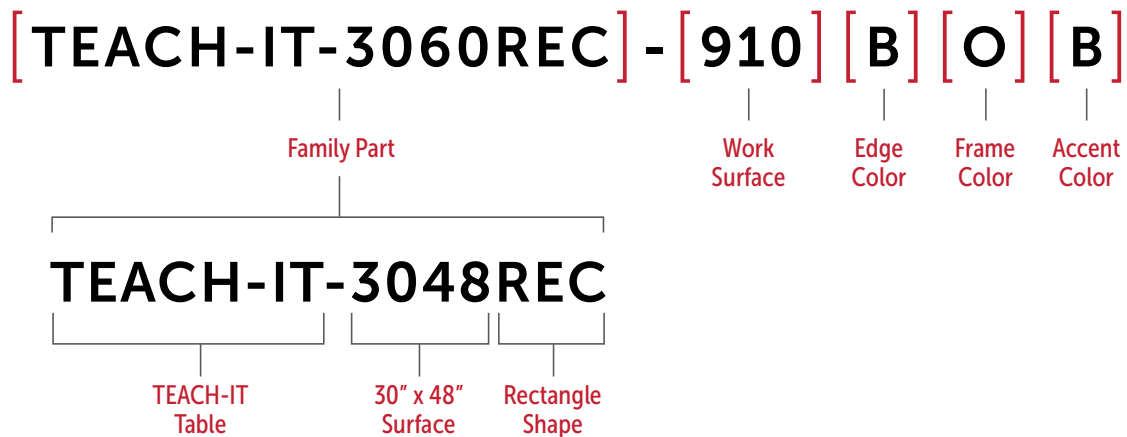 [TEACH-IT-3060REC] - [910] [B] [O] [B]
Family Part
Work Surface
Edge Color
Frame Color
Accent Color
TEACH-IT-3048REC
TEACH-IT Table
30” x 48” Surface
Rectangle Shape